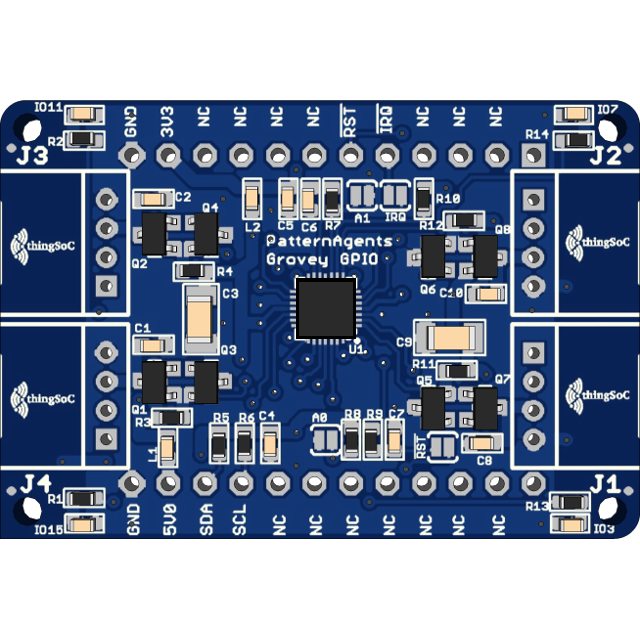 IO11 GND 3V3 NC NC NC NC RST IRQ NC NC NC IO7
R2 R14
J3 J2
C2 L2 C5 C6 R7 A1 IRQ R10
Q4 R12 Q8
PatternAgents
Grovey GPIO
thingSoC thingSoC
Q2 R4 Q6 C10
C3
C1 Q3 U1 C9
R11
Q5 Q7
thingSoC thingSoC
Q1 R3 R5 R6 C4 A0 R8 R9 C7
L1 RST C8
J4 J1
R1 R13
IO15 GND 5V0 SDA SCL NC NC NC NC NC NC NC IO3